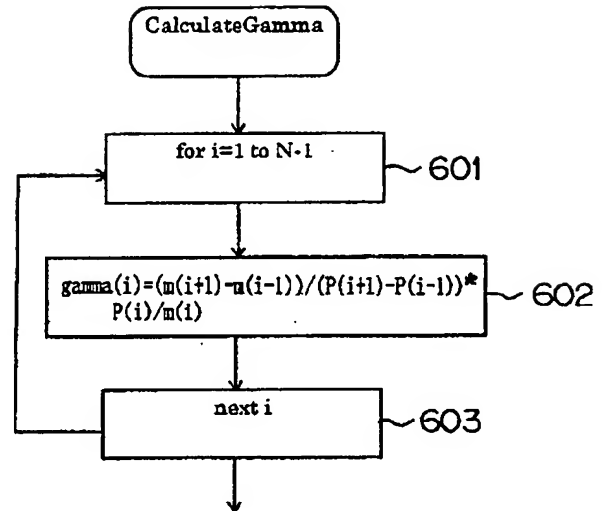 CalculateGamma
for i=1 to N-1
601
gamma(i)=(m(i+1)-m(i-1))/(P(i+1)-P(i-1))*
P(i)/m(i)
602
next i
603